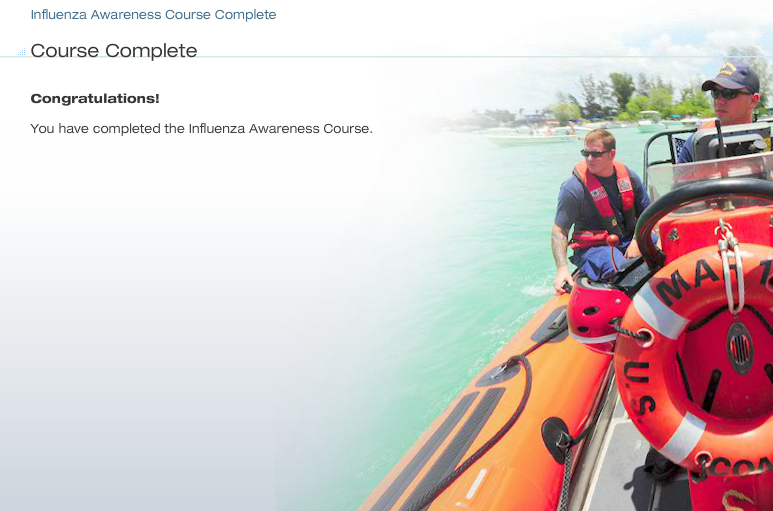 Influenza Awareness Course Complete
Course Complete
Congratulations!
You have completed the Influenza Awareness Course.
U.S